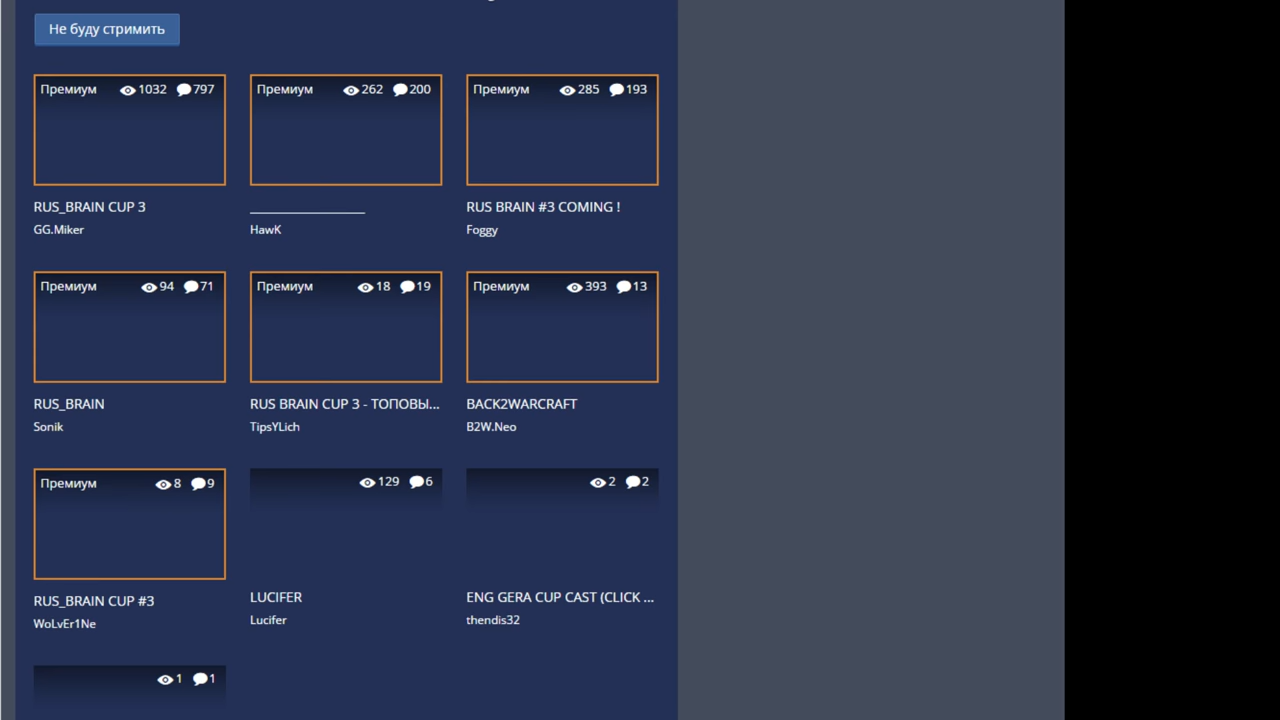 Не буду стримить
Премиум 1032 797
Премиум 262 200
Премиум 285 193
RUS_BRAIN CUP 3
GG.Miker
___________________
HawK
RUS BRAIN #3 COMING !
Foggy
Премиум 94 71
Премиум 18 19
Премиум 393 13
RUS_BRAIN
Sonik
RUS BRAIN CUP 3 - ТОПОВЫ...
TipsYLich
BACK2WARCRAFT
B2W.Neo
Премиум 8 9
129 6
2 2
RUS_BRAIN CUP #3
WoLvEr1Ne
LUCIFER
Lucifer
ENG GERA CUP CAST (CLICK ...
thendis32
1 1